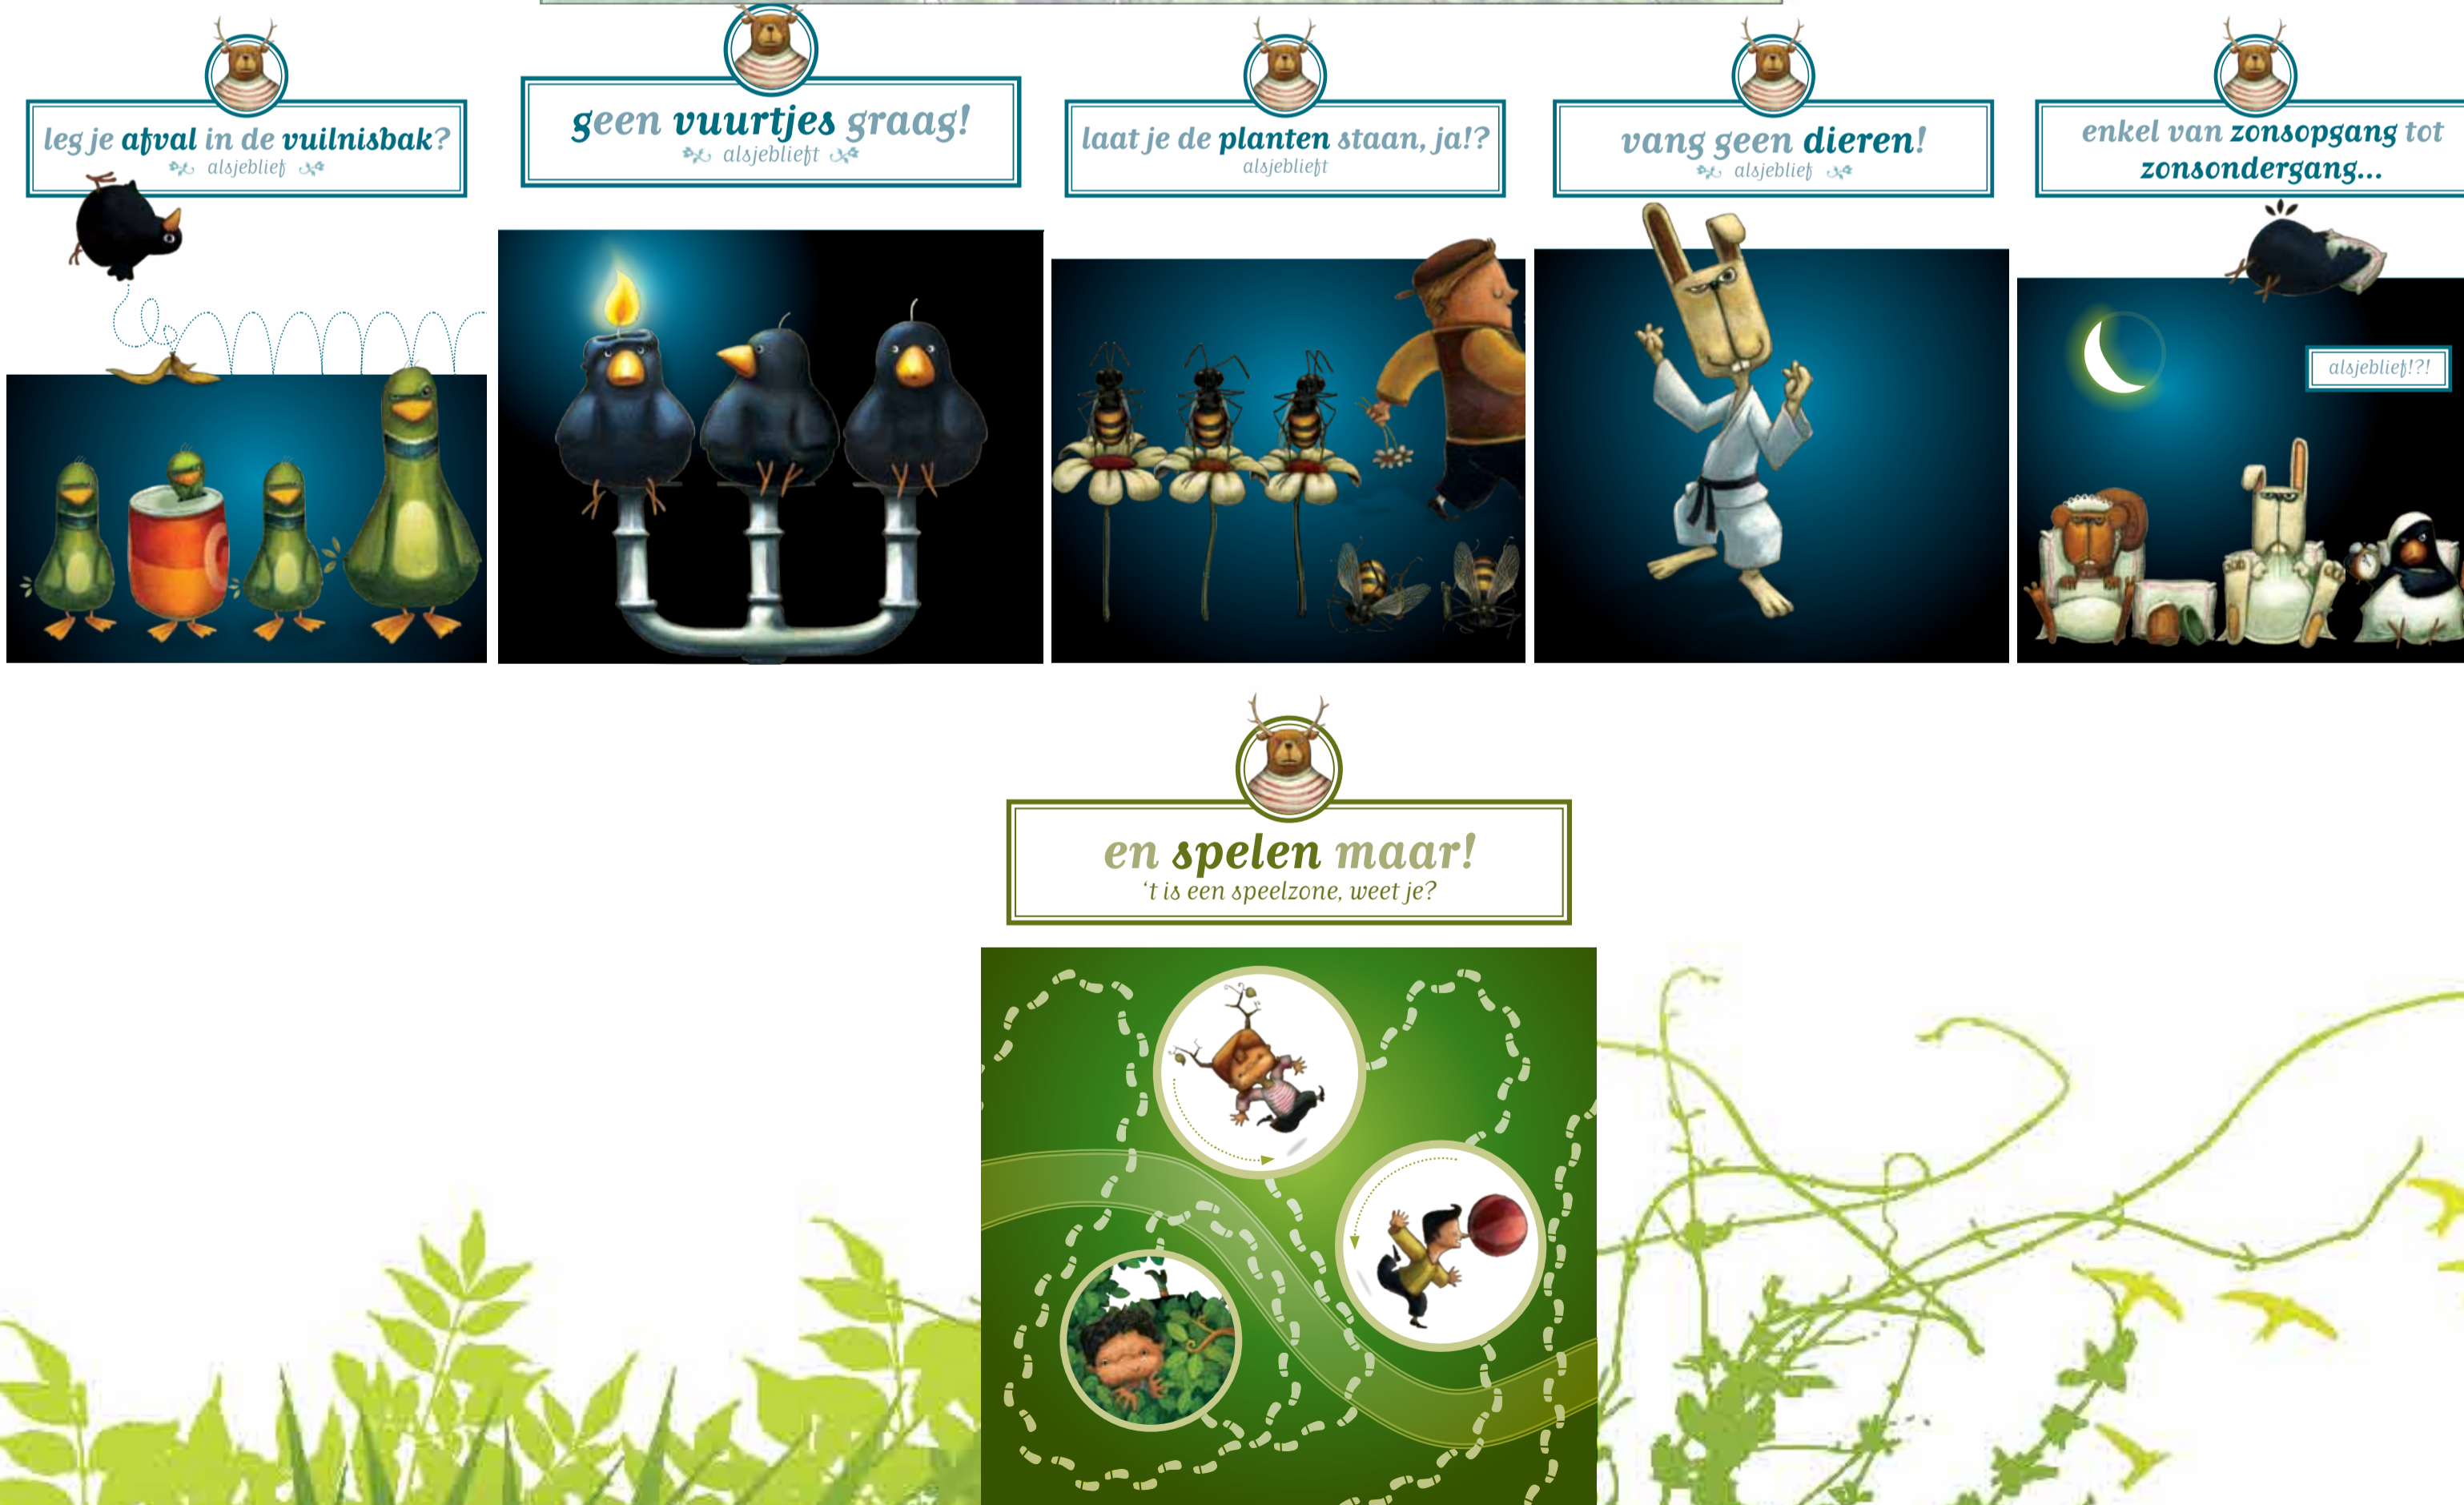 leg je afval in de vuilnisbak?
alsjeblief
geen vuurtjes graag!
alsjeblieft
laat je de planten staan, ja!?
alsjeblieft
vang geen dieren!
alsjeblief
enkel van zonsopgang tot
zonsondergang...
alsjeblief!?!
en spelen maar!
‘t is een speelzone, weet je?